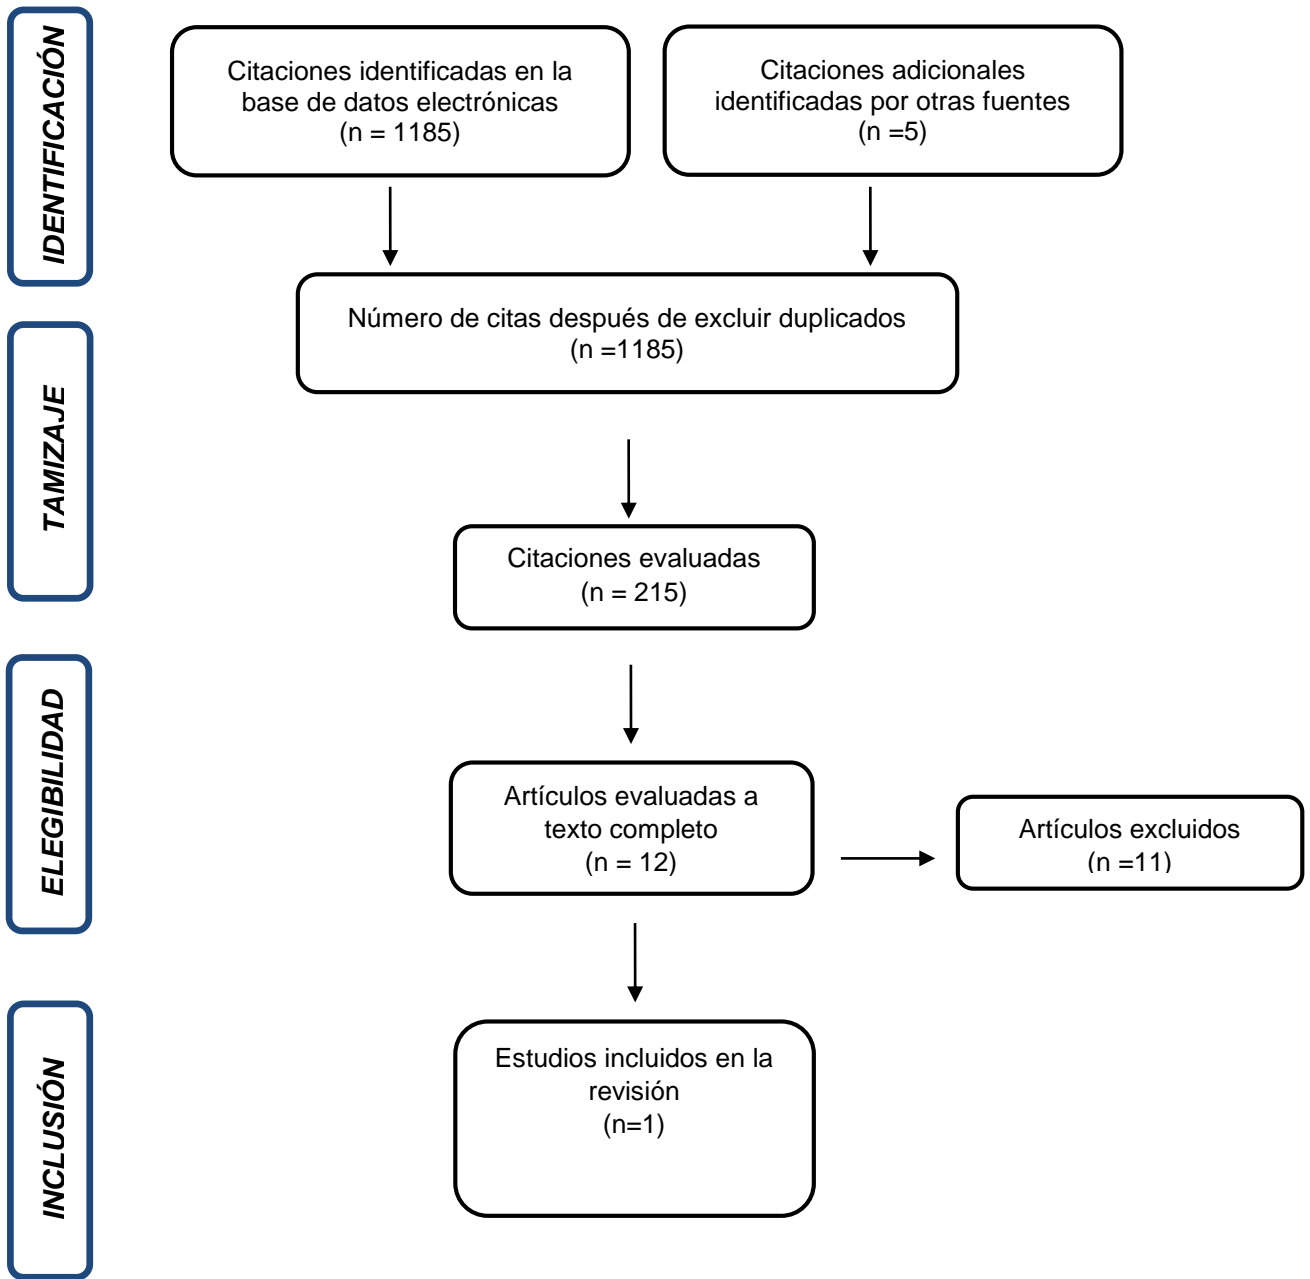 IDENTIFICACIÓN
Citaciones identificadas en la
base de datos electrónicas
(n = 1185)
Citaciones adicionales
identificadas por otras fuentes
(n =5)
Número de citas después de excluir duplicados
(n =1185)
TAMIZAJE
Citaciones evaluadas
(n = 215)
ELEGIBILIDAD
Artículos evaluadas a
texto completo
(n = 12)
Artículos excluidos
(n =11)
INCLUSIÓN
Estudios incluidos en la
revisión
(n=1)